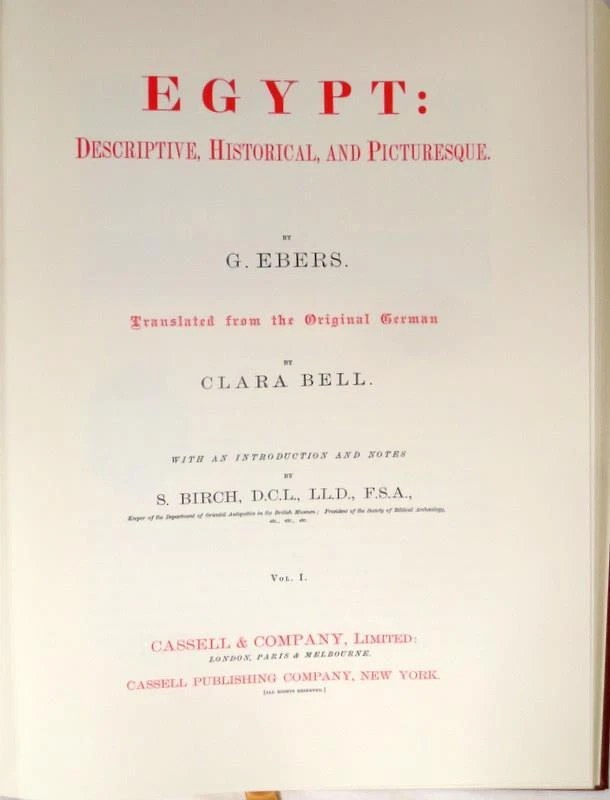 EGYPT:
DESCRIPTIVE, HISTORICAL, AND PICTURESQUE.
BY
G. EBERS.
Translated from the Original German
BY
CLARA BELL.
WITH AN INTRODUCTION AND NOTES
BY
S. BIRCH, D.C.L., LL.D., F.S.A.,
Keeper of the Department of Oriental Antiquities in the British Museum; President of the Society of Biblical Archæology,
etc., etc., etc.
VOL. I.
CASSELL & COMPANY, LIMITED:
LONDON, PARIS & MELBOURNE.
CASSELL PUBLISHING COMPANY, NEW YORK.
[ALL RIGHTS RESERVED.]